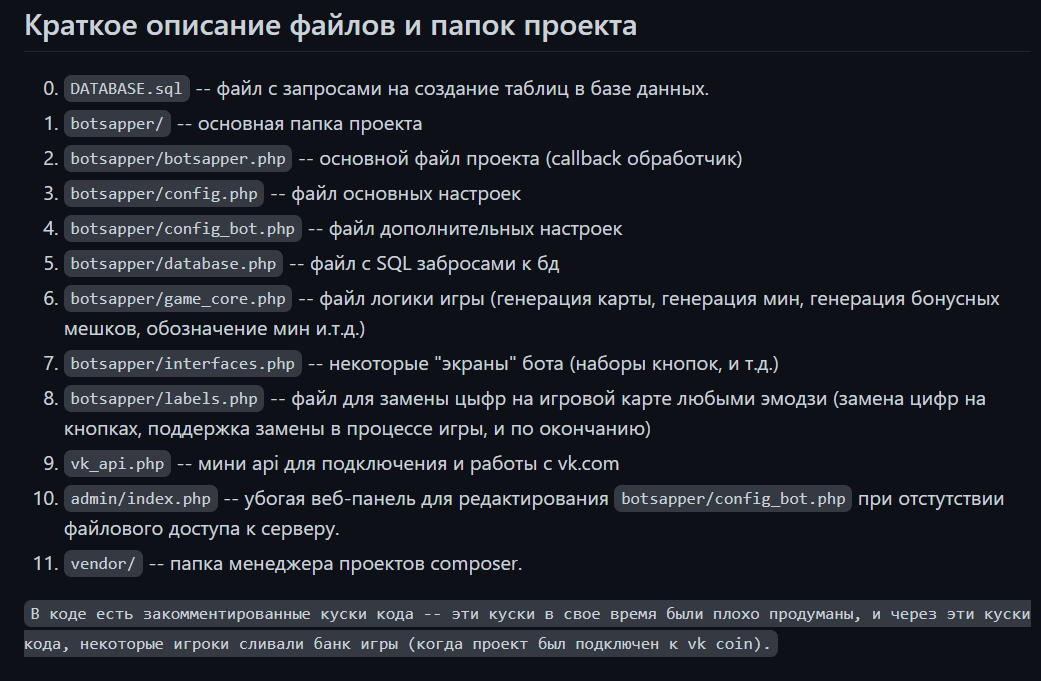 Краткое описание файлов и папок проекта
0. DATABASE.sql -- файл с запросами на создание таблиц в базе данных.
1. botsapper/ -- основная папка проекта
2. botsapper/botsapper.php -- основной файл проекта (callback обработчик)
3. botsapper/config.php -- файл основных настроек
4. botsapper/config_bot.php -- файл дополнительных настроек
5. botsapper/database.php -- файл с SQL забросами к бд
6. botsapper/game_core.php -- файл логики игры (генерация карты, генерация мин, генерация бонусных
мешков, обозначение мин и.т.д.)
7. botsapper/interfaces.php -- некоторые "экраны" бота (наборы кнопок, и т.д.)
8. botsapper/labels.php -- файл для замены цыфр на игровой карте любыми эмодзи (замена цифр на
кнопках, поддержка замены в процессе игры, и по окончанию)
9. vk_api.php -- мини api для подключения и работы с vk.com
10. admin/index.php -- убогая веб-панель для редактирования botsapper/config_bot.php при отстутствии
файлового доступа к серверу.
11. vendor/ -- папка менеджера проектов composer.
В коде есть закомментированные куски кода -- эти куски в свое время были плохо продуманы, и через эти куски
кода, некоторые игроки сливали банк игры (когда проект был подключен к vk coin).